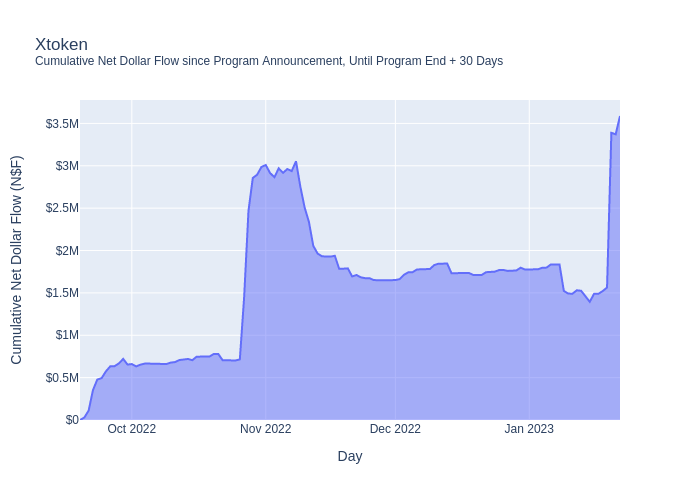 Xtoken
Cumulative Net Dollar Flow since Program Announcement, Until Program End + 30 Days
Cumulative Net Dollar Flow (N$F)
$3.5M
$3M
$2.5M
$2M
$1.5M
$1M
$0.5M
$0
Oct 2022 Nov 2022 Dec 2022 Jan 2023
Day